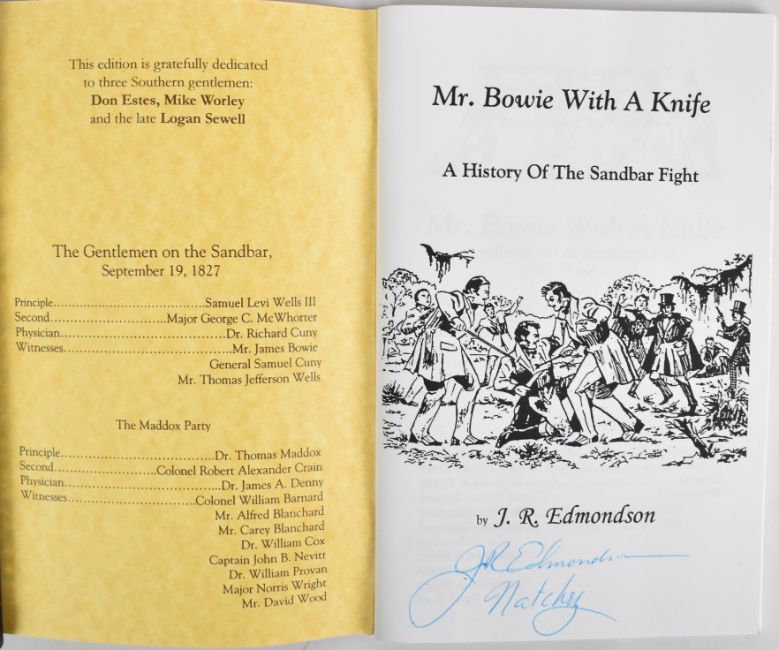 This edition is gratefully dedicated
to three Southern gentlemen:
Don Estes, Mike Worley
and the late Logan Sewell
The Gentlemen on the Sandbar,
September 19, 1827
Principle........................Samuel Levi Wells III
Second....................Major George C. McWhorter
Physician...........................Dr. Richard Cuny
Witnesses...........................Mr. James Bowie
General Samuel Cuny
Mr. Thomas Jefferson Wells
The Maddox Party
Principle..........................Dr. Thomas Maddox
Second.................Colonel Robert Alexander Crain
Physician...........................Dr. James A. Denny
Witnesses....................Colonel William Barnard
Mr. Alfred Blanchard
Mr. Carey Blanchard
Dr. William Cox
Captain John B. Nevitt
Dr. William Provan
Major Norris Wright
Mr. David Wood
Mr. Bowie With A Knife
A History Of The Sandbar Fight
by J. R. Edmondson
JR Edmondson
Natchez